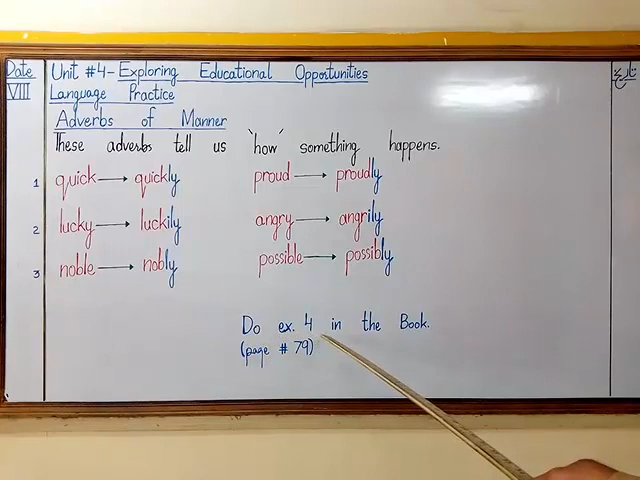 Date
VIII
Unit #4- Exploring Educational Opportunities
Language Practice
Adverbs of Manner
These adverbs tell us 'how' something happens.
1 quick → quickly proud → proudly
2 lucky → luckily angry → angrily
3 noble → nobly possible → possibly
Do ex. 4 in the Book.
(page # 79)
تاریخ